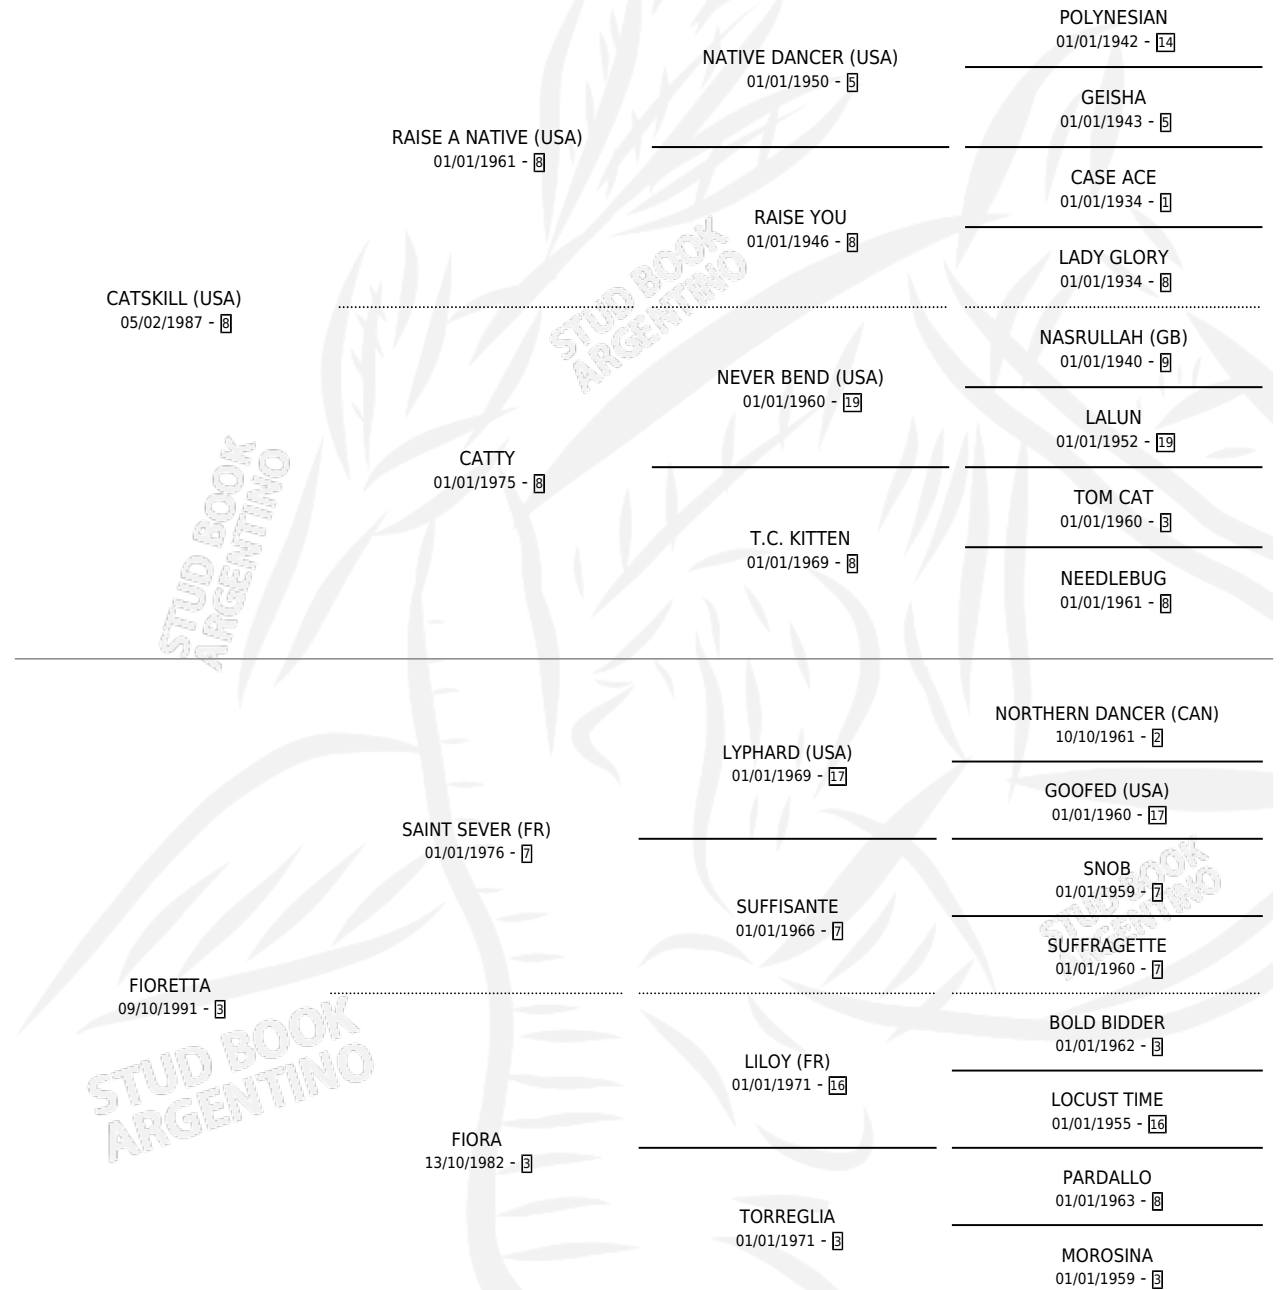 POLYNESIAN
01/01/1942 - 14
NATIVE DANCER (USA)
01/01/1950 - 5
GEISHA
01/01/1943 - 5
RAISE A NATIVE (USA)
01/01/1961 - 8
CASE ACE
01/01/1934 - 1
RAISE YOU
01/01/1946 - 8
LADY GLORY
01/01/1934 - 8
CATSKILL (USA)
05/02/1987 - 8
NASRULLAH (GB)
01/01/1940 - 9
NEVER BEND (USA)
01/01/1960 - 19
LALUN
01/01/1952 - 19
CATTY
01/01/1975 - 8
TOM CAT
01/01/1960 - 3
T.C. KITTEN
01/01/1969 - 8
NEEDLEBUG
01/01/1961 - 8
STUD BOOK
ARGENTINO
STUD BOOK
ARGENTINO
NORTHERN DANCER (CAN)
10/10/1961 - 2
LYPHARD (USA)
01/01/1969 - 17
GOOFED (USA)
01/01/1960 - 17
SAINT SEVER (FR)
01/01/1976 - 7
SNOB
01/01/1959 - 7
SUFFISANTE
01/01/1966 - 7
SUFFRAGETTE
01/01/1960 - 7
FIORETTA
09/10/1991 - 3
BOLD BIDDER
01/01/1962 - 3
LILOY (FR)
01/01/1971 - 16
LOCUST TIME
01/01/1955 - 16
FIORA
13/10/1982 - 3
PARDALLO
01/01/1963 - 8
TORREGLIA
01/01/1971 - 3
MOROSINA
01/01/1959 - 3
STUD BOOK
ARGENTINO
STUD BOOK
ARGENTINO